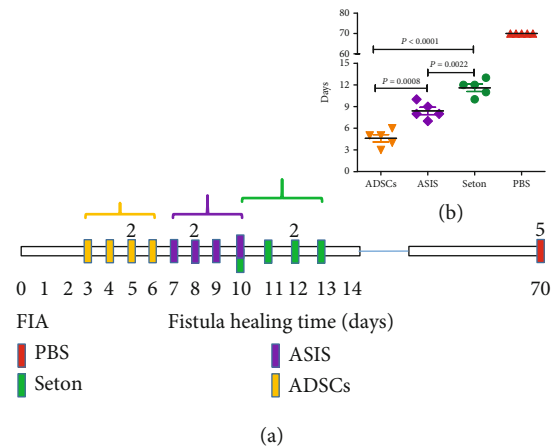 80
70
60
15
12
9
6
3
0
Days
P < 0.0001
P = 0.0022
P = 0.0008
ADSCs ASIS Seton PBS
(b)
2 2 2 5
0 1 2 3 4 5 6 7 8 9 10 11 12 13 14 70
FIA Fistula healing time (days)
PBS ASIS
Seton ADSCs
(a)